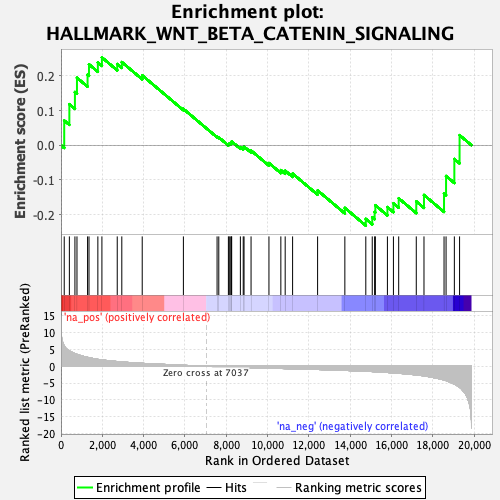 Enrichment plot:
HALLMARK_WNT_BETA_CATENIN_SIGNALING
Enrichment score (ES)
0.2
0.1
0.0
-0.1
-0.2
'na_pos' (positively correlated)
Ranked list metric (PreRanked)
15
10
5
0
-5
-10
-15
-20
Zero cross at 7037
'na_neg' (negatively correlated)
0
2,000
4,000
6,000
8,000
10,000
12,000
14,000
16,000
18,000
20,000
Rank in Ordered Dataset
Enrichment profile
Hits
Ranking metric scores